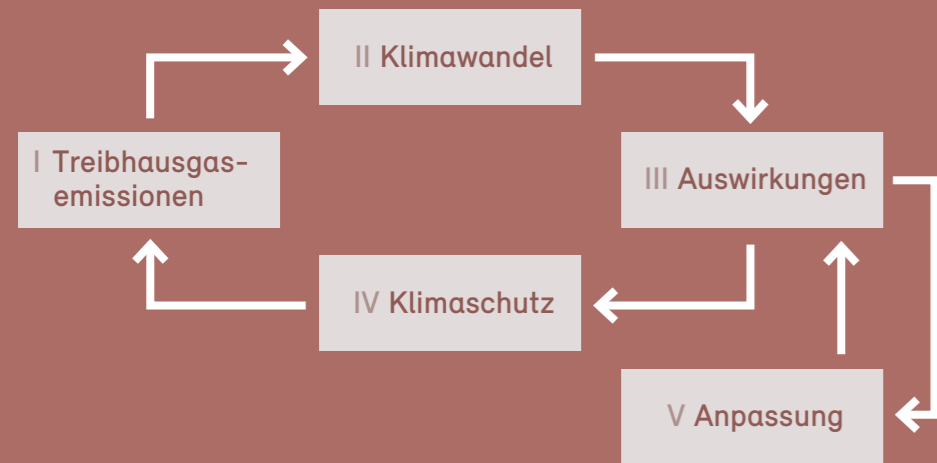 II Klimawandel
I Treibhausgas-
emissionen
III Auswirkungen
IV Klimaschutz
V Anpassung